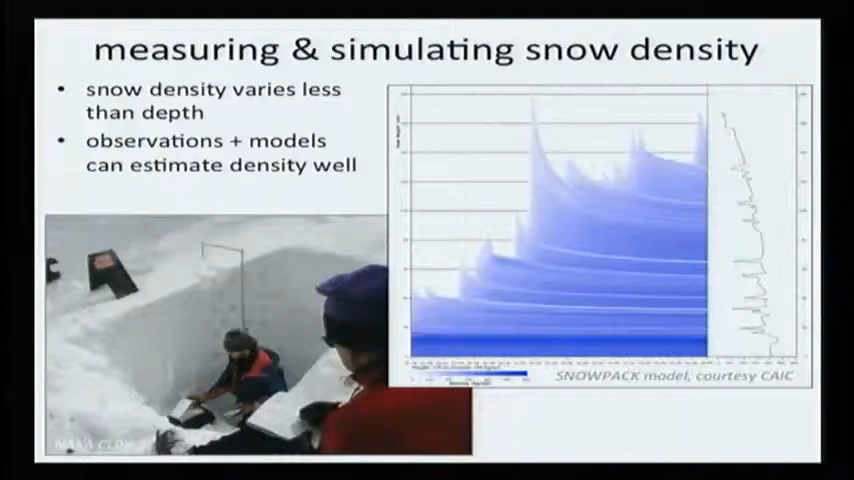 measuring & simulating snow density
• snow density varies less
than depth
• observations + models
can estimate density well
SNOWPACK model, courtesy CAIC